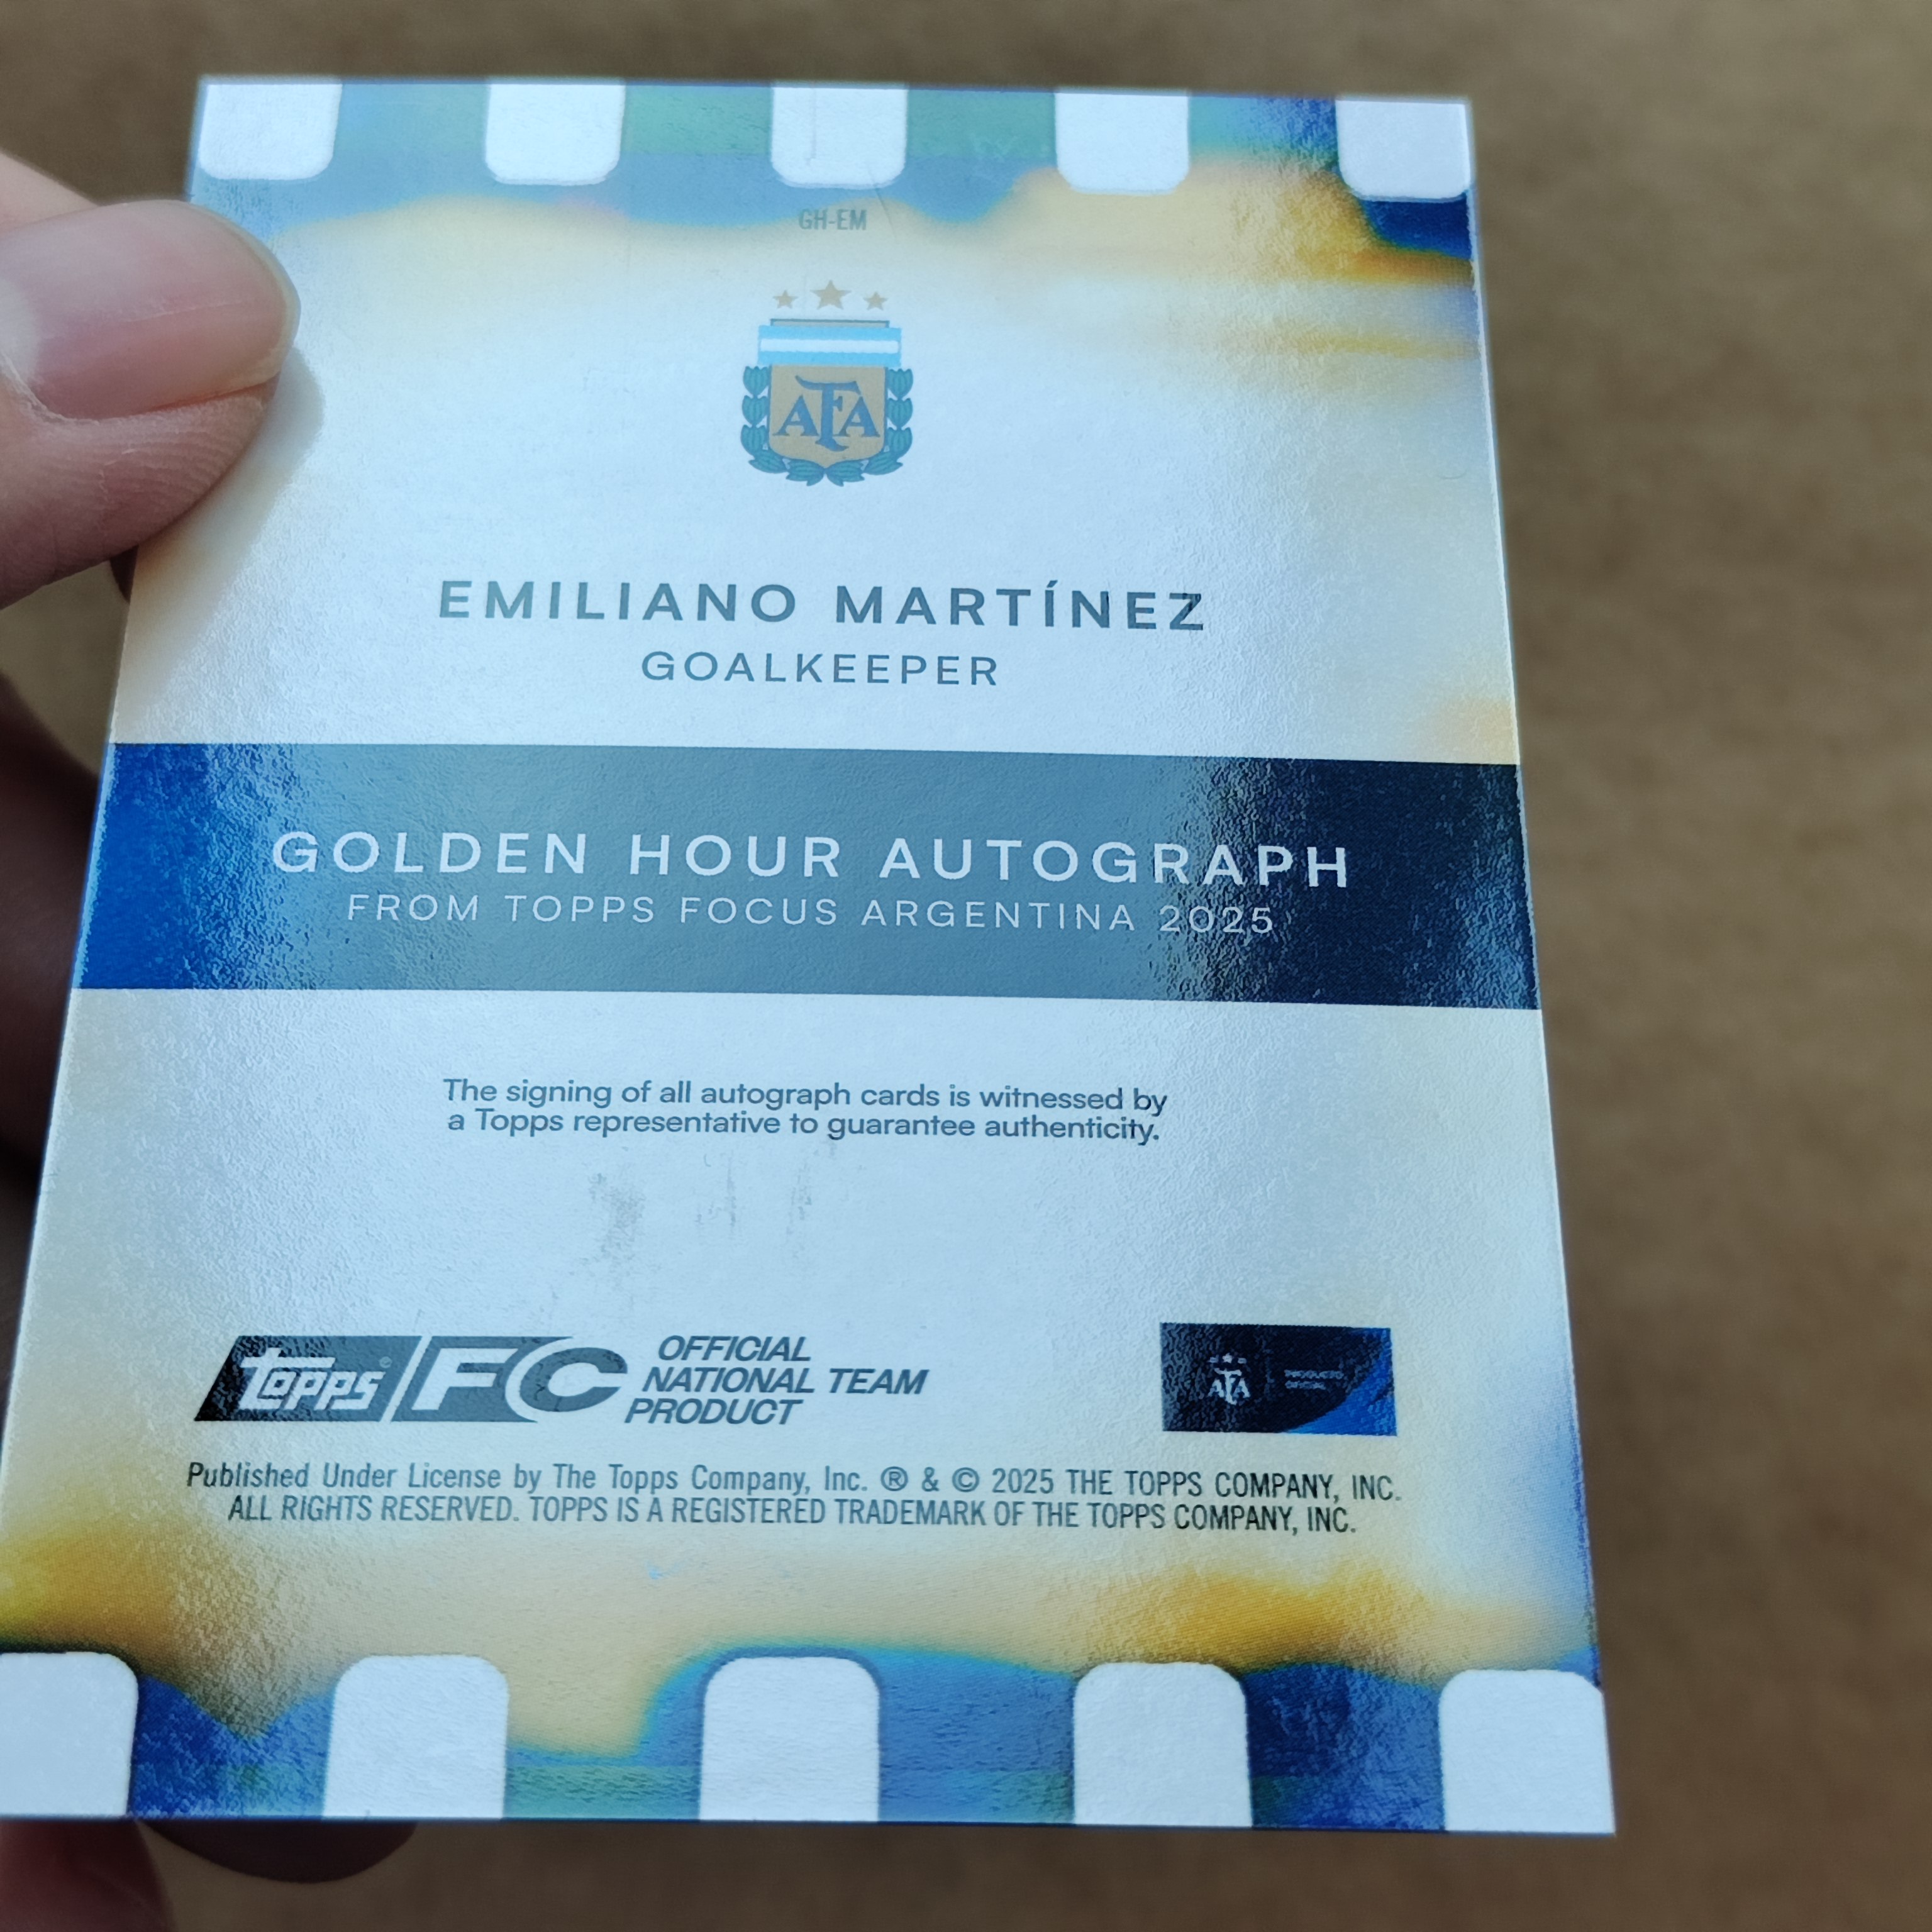 GH-EM
AFA
EMILIANO MARTÍNEZ
GOALKEEPER
GOLDEN HOUR AUTOGRAPH
FROM TOPPS FOCUS ARGENTINA 2025
The signing of all autograph cards is witnessed by
a Topps representative to guarantee authenticity.
Topps® FC
OFFICIAL
NATIONAL TEAM
PRODUCT
AFA
PRODUCTO
OFICIAL
Published Under License by The Topps Company, Inc. ® & © 2025 THE TOPPS COMPANY, INC.
ALL RIGHTS RESERVED. TOPPS IS A REGISTERED TRADEMARK OF THE TOPPS COMPANY, INC.